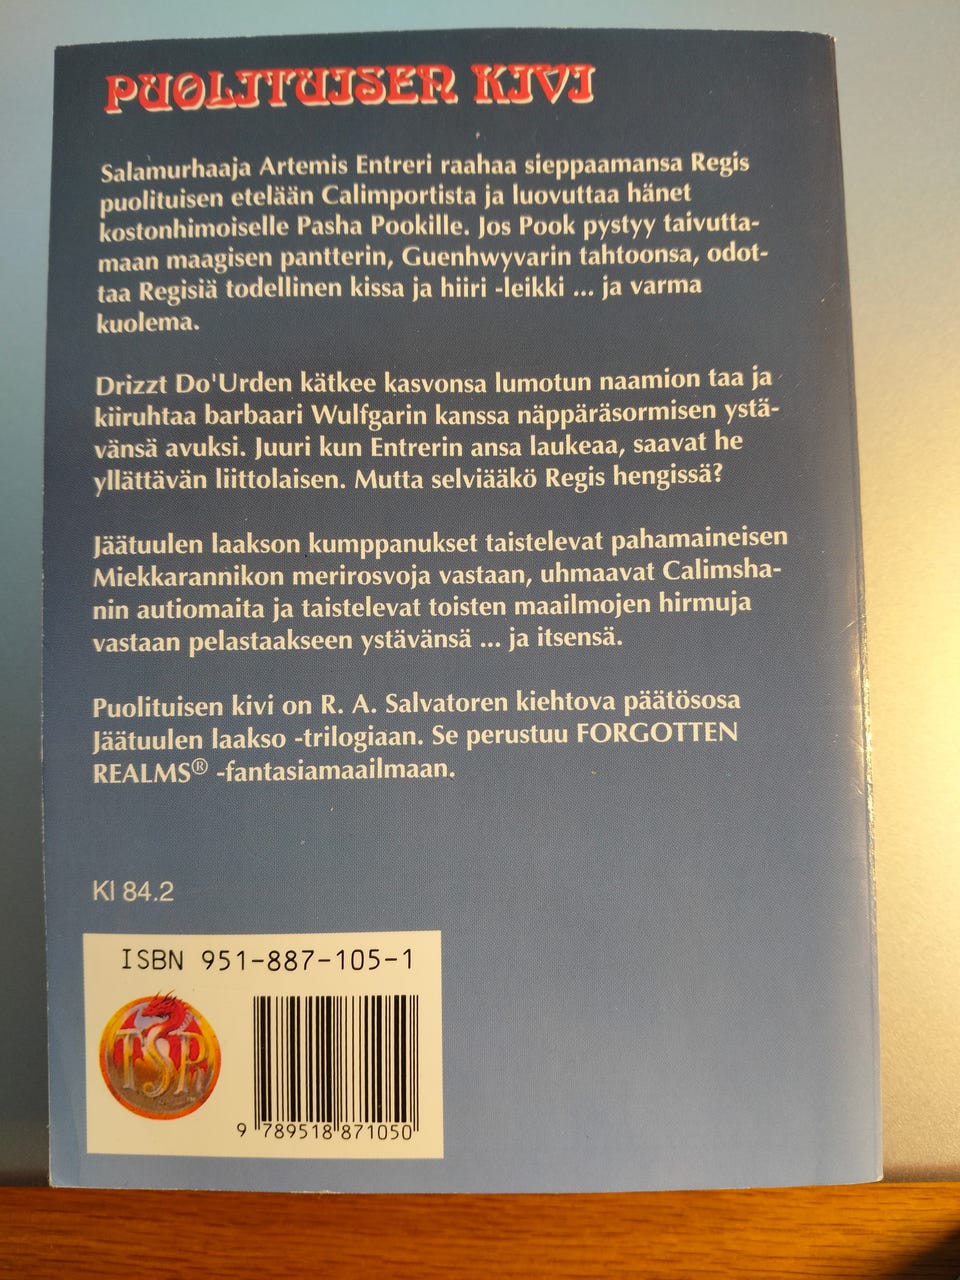 PUOLITUISEN KIVI
Salamurhaaja Artemis Entreri raahaa sieppaamansa Regis
puolituisen etelään Calimportista ja luovuttaa hänet
kostonhimoiselle Pasha Pookille. Jos Pook pystyy taivutta-
maan maagisen pantterin, Guenhwyvarin tahtoonsa, odot-
taa Regisiä todellinen kissa ja hiiri -leikki ... ja varma
kuolema.
Drizzt Do'Urden kätkee kasvonsa lumotun naamion taa ja
kiiruhtaa barbaari Wulfgarin kanssa näppäräsormisen ystä-
vänsä avuksi. Juuri kun Entrerin ansa laukeaa, saavat he
yllättävän liittolaisen. Mutta selviääkö Regis hengissä?
Jäätuulen laakson kumppanukset taistelevat pahamaineisen
Miekkarannikon merirosvoja vastaan, uhmaavat Calimsha-
nin autiomaita ja taistelevat toisten maailmojen hirmuja
vastaan pelastaakseen ystävänsä ... ja itsensä.
Puolituisen kivi on R. A. Salvatoren kiehtova päätösosa
Jäätuulen laakso -trilogiaan. Se perustuu FORGOTTEN
REALMS® -fantasiamaailmaan.
Kl 84.2
ISBN 951-887-105-1
TSR
9 789518 871050